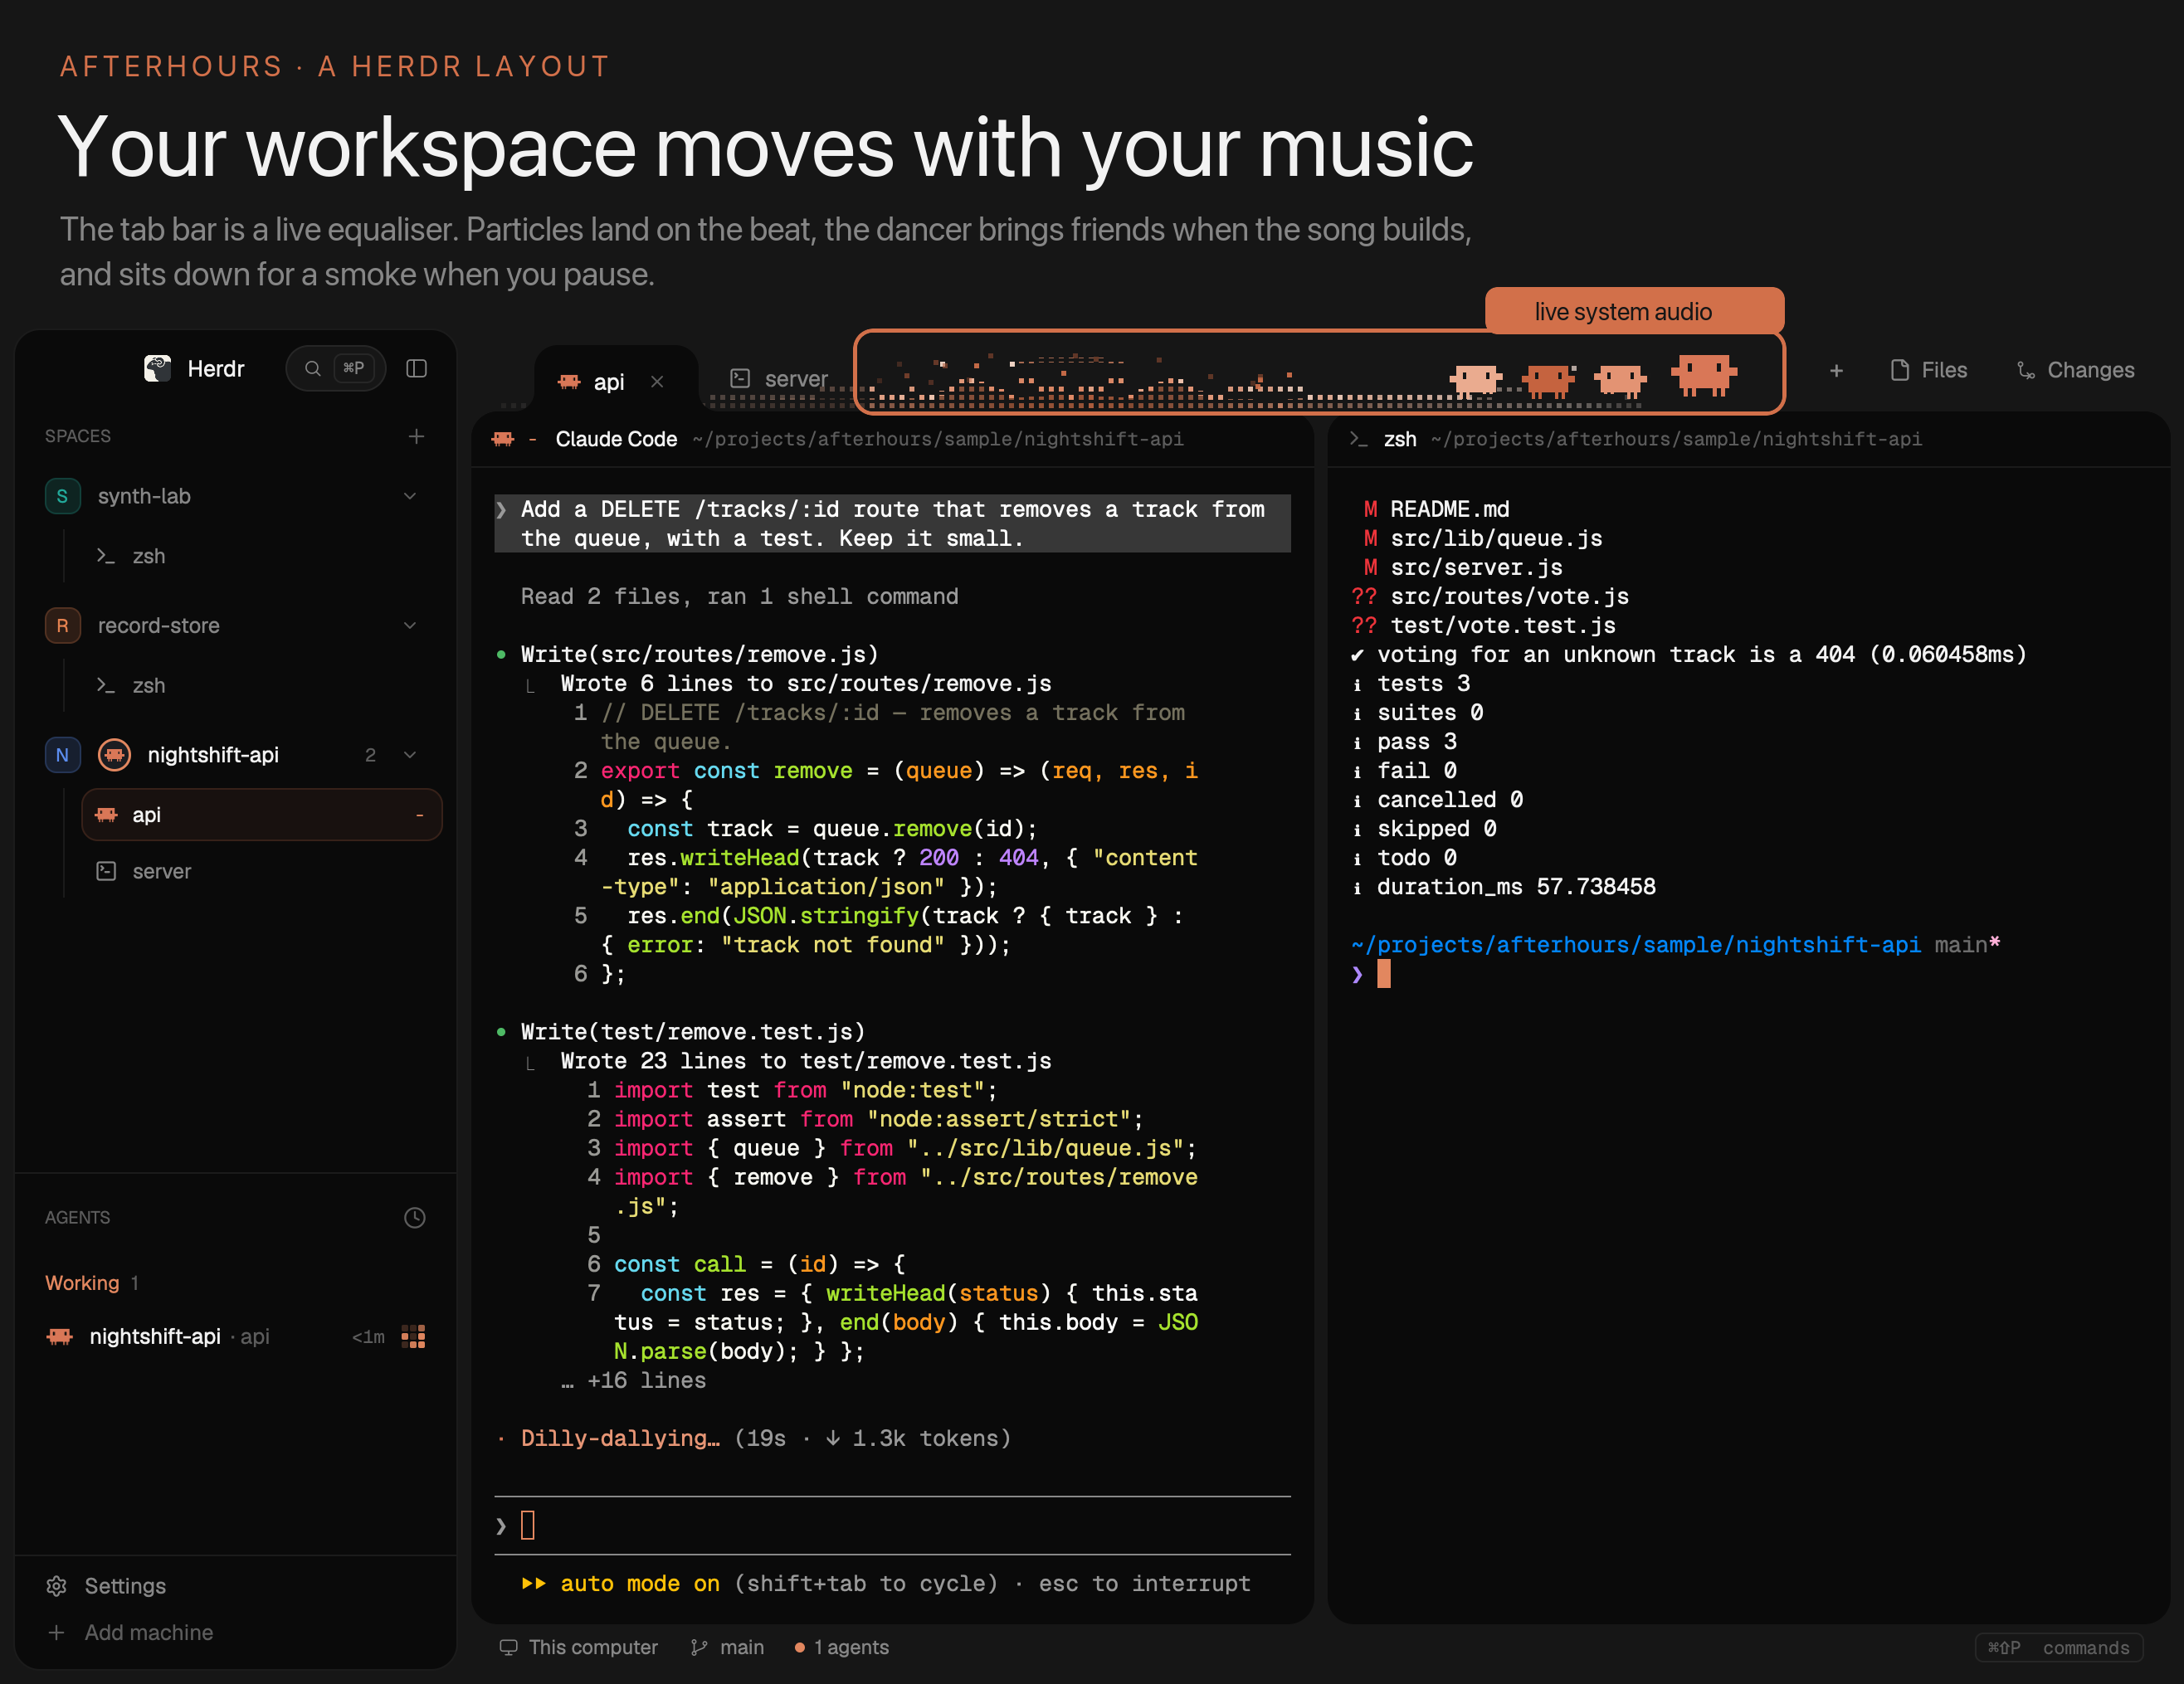 AFTERHOURS · A HERDR LAYOUT
Your workspace moves with your music
The tab bar is a live equaliser. Particles land on the beat, the dancer brings friends when the song builds,
and sits down for a smoke when you pause.
live system audio
Herdr
⌘P
api
server
+
Files
Changes
SPACES
+
S synth-lab
zsh
R record-store
zsh
N nightshift-api 2
api -
server
AGENTS
Working 1
nightshift-api · api <1m
Settings
+ Add machine
- Claude Code ~/projects/afterhours/sample/nightshift-api
❯ Add a DELETE /tracks/:id route that removes a track from
the queue, with a test. Keep it small.
Read 2 files, ran 1 shell command
● Write(src/routes/remove.js)
⎿ Wrote 6 lines to src/routes/remove.js
1 // DELETE /tracks/:id — removes a track from
the queue.
2 export const remove = (queue) => (req, res, i
d) => {
3 const track = queue.remove(id);
4 res.writeHead(track ? 200 : 404, { "content
-type": "application/json" });
5 res.end(JSON.stringify(track ? { track } :
{ error: "track not found" }));
6 };
● Write(test/remove.test.js)
⎿ Wrote 23 lines to test/remove.test.js
1 import test from "node:test";
2 import assert from "node:assert/strict";
3 import { queue } from "../src/lib/queue.js";
4 import { remove } from "../src/routes/remove
.js";
5
6 const call = (id) => {
7 const res = { writeHead(status) { this.sta
tus = status; }, end(body) { this.body = JSO
N.parse(body); } };
… +16 lines
· Dilly-dallying… (19s · ↓ 1.3k tokens)
❯
⏵⏵ auto mode on (shift+tab to cycle) · esc to interrupt
zsh ~/projects/afterhours/sample/nightshift-api
M README.md
M src/lib/queue.js
M src/server.js
?? src/routes/vote.js
?? test/vote.test.js
✔ voting for an unknown track is a 404 (0.060458ms)
ℹ tests 3
ℹ suites 0
ℹ pass 3
ℹ fail 0
ℹ cancelled 0
ℹ skipped 0
ℹ todo 0
ℹ duration_ms 57.738458
~/projects/afterhours/sample/nightshift-api main*
❯
This computer
main
1 agents
⌘⇧P commands